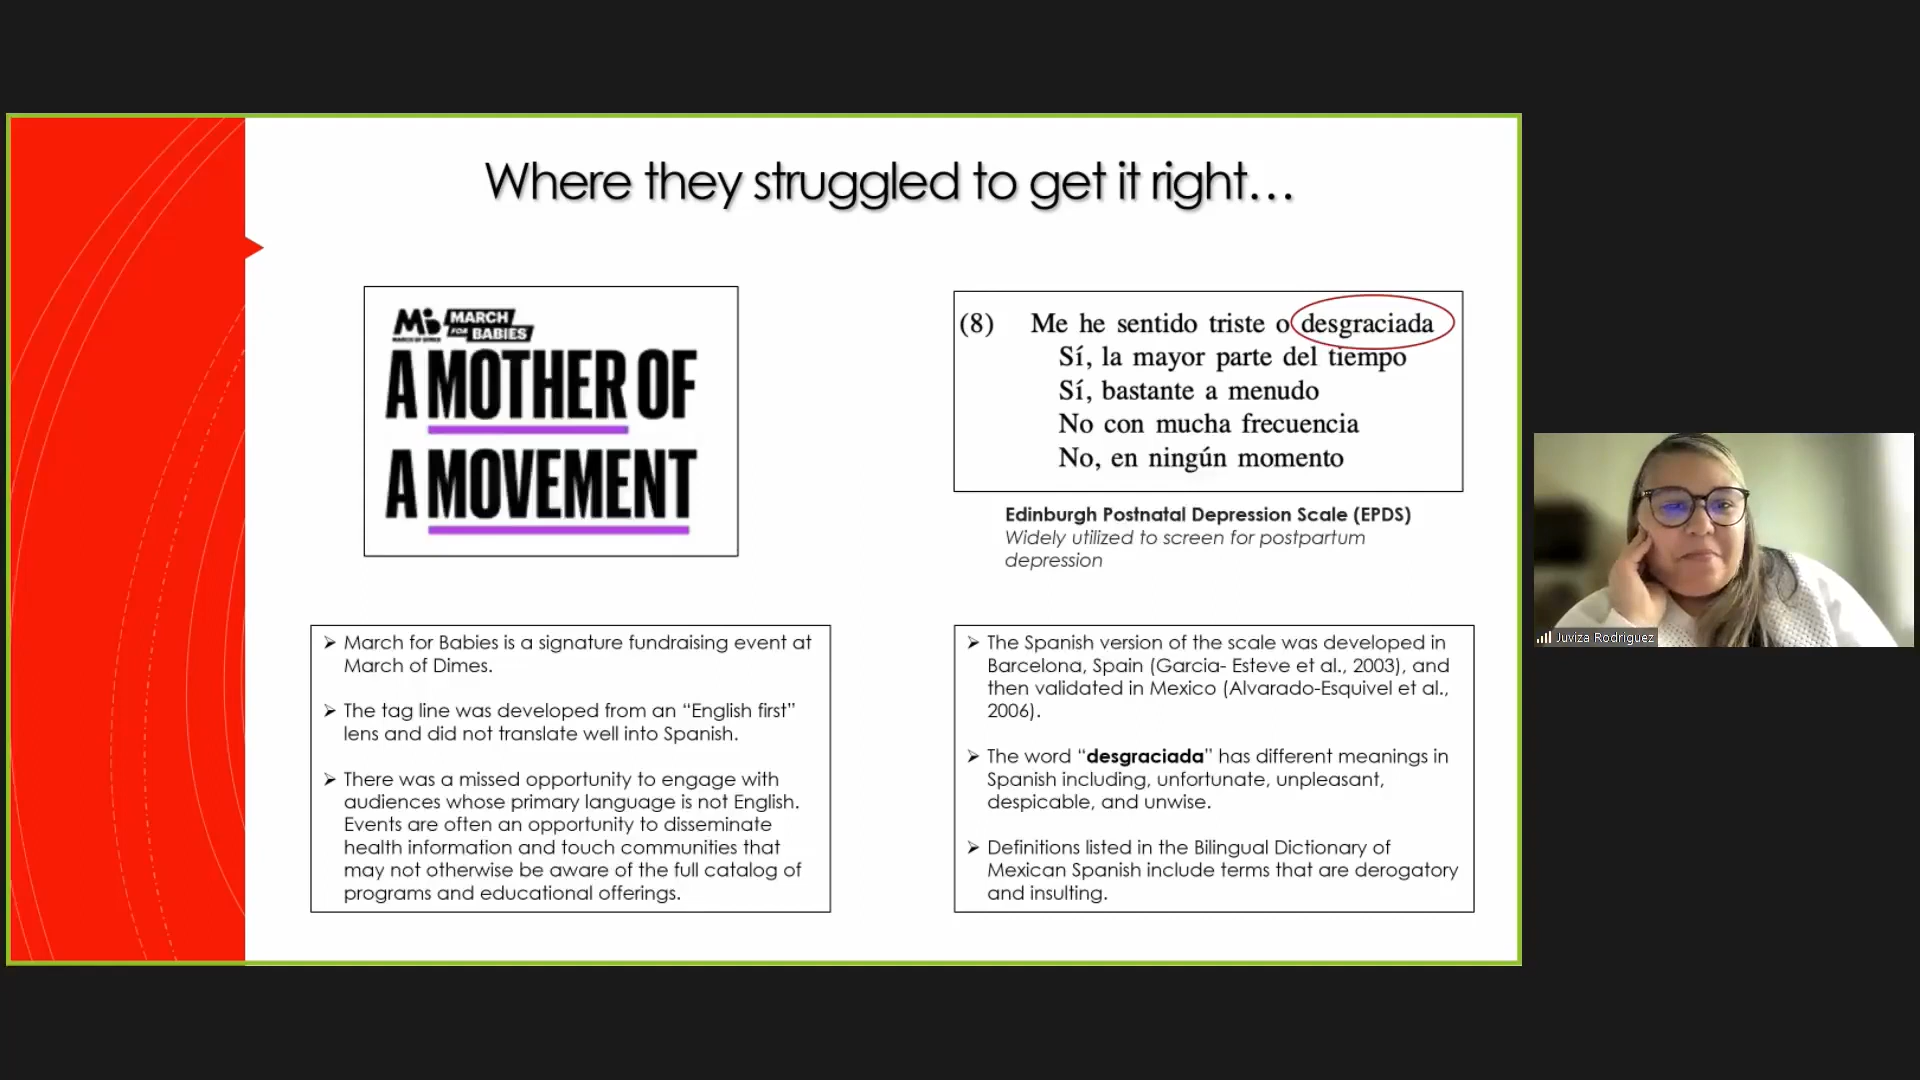 Where they struggled to get it right...
MARCH
FOR BABIES
MARCH OF DIMES
A MOTHER OF
A MOVEMENT
(8) Me he sentido triste o desgraciada
Sí, la mayor parte del tiempo
Sí, bastante a menudo
No con mucha frecuencia
No, en ningún momento
Edinburgh Postnatal Depression Scale (EPDS)
Widely utilized to screen for postpartum
depression
March for Babies is a signature fundraising event at
March of Dimes.
The tag line was developed from an “English first”
lens and did not translate well into Spanish.
There was a missed opportunity to engage with
audiences whose primary language is not English.
Events are often an opportunity to disseminate
health information and touch communities that
may not otherwise be aware of the full catalog of
programs and educational offerings.
The Spanish version of the scale was developed in
Barcelona, Spain (Garcia- Esteve et al., 2003), and
then validated in Mexico (Alvarado-Esquivel et al.,
2006).
The word “desgraciada” has different meanings in
Spanish including, unfortunate, unpleasant,
despicable, and unwise.
Definitions listed in the Bilingual Dictionary of
Mexican Spanish include terms that are derogatory
and insulting.
Juviza Rodriguez